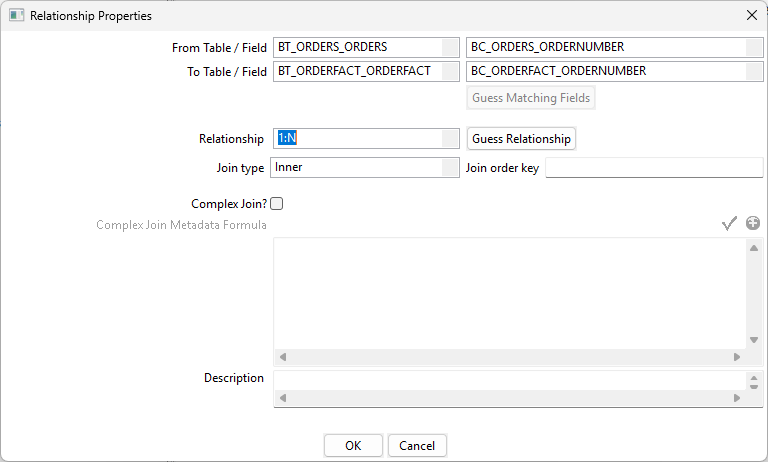 Relationship Properties
From Table / Field BT_ORDERS_ORDERS BC_ORDERS_ORDERNUMBER
To Table / Field BT_ORDERFACT_ORDERFACT BC_ORDERFACT_ORDERNUMBER
Guess Matching Fields
Relationship 1:N Guess Relationship
Join type Inner Join order key
Complex Join?
Complex Join Metadata Formula
Description
OK Cancel